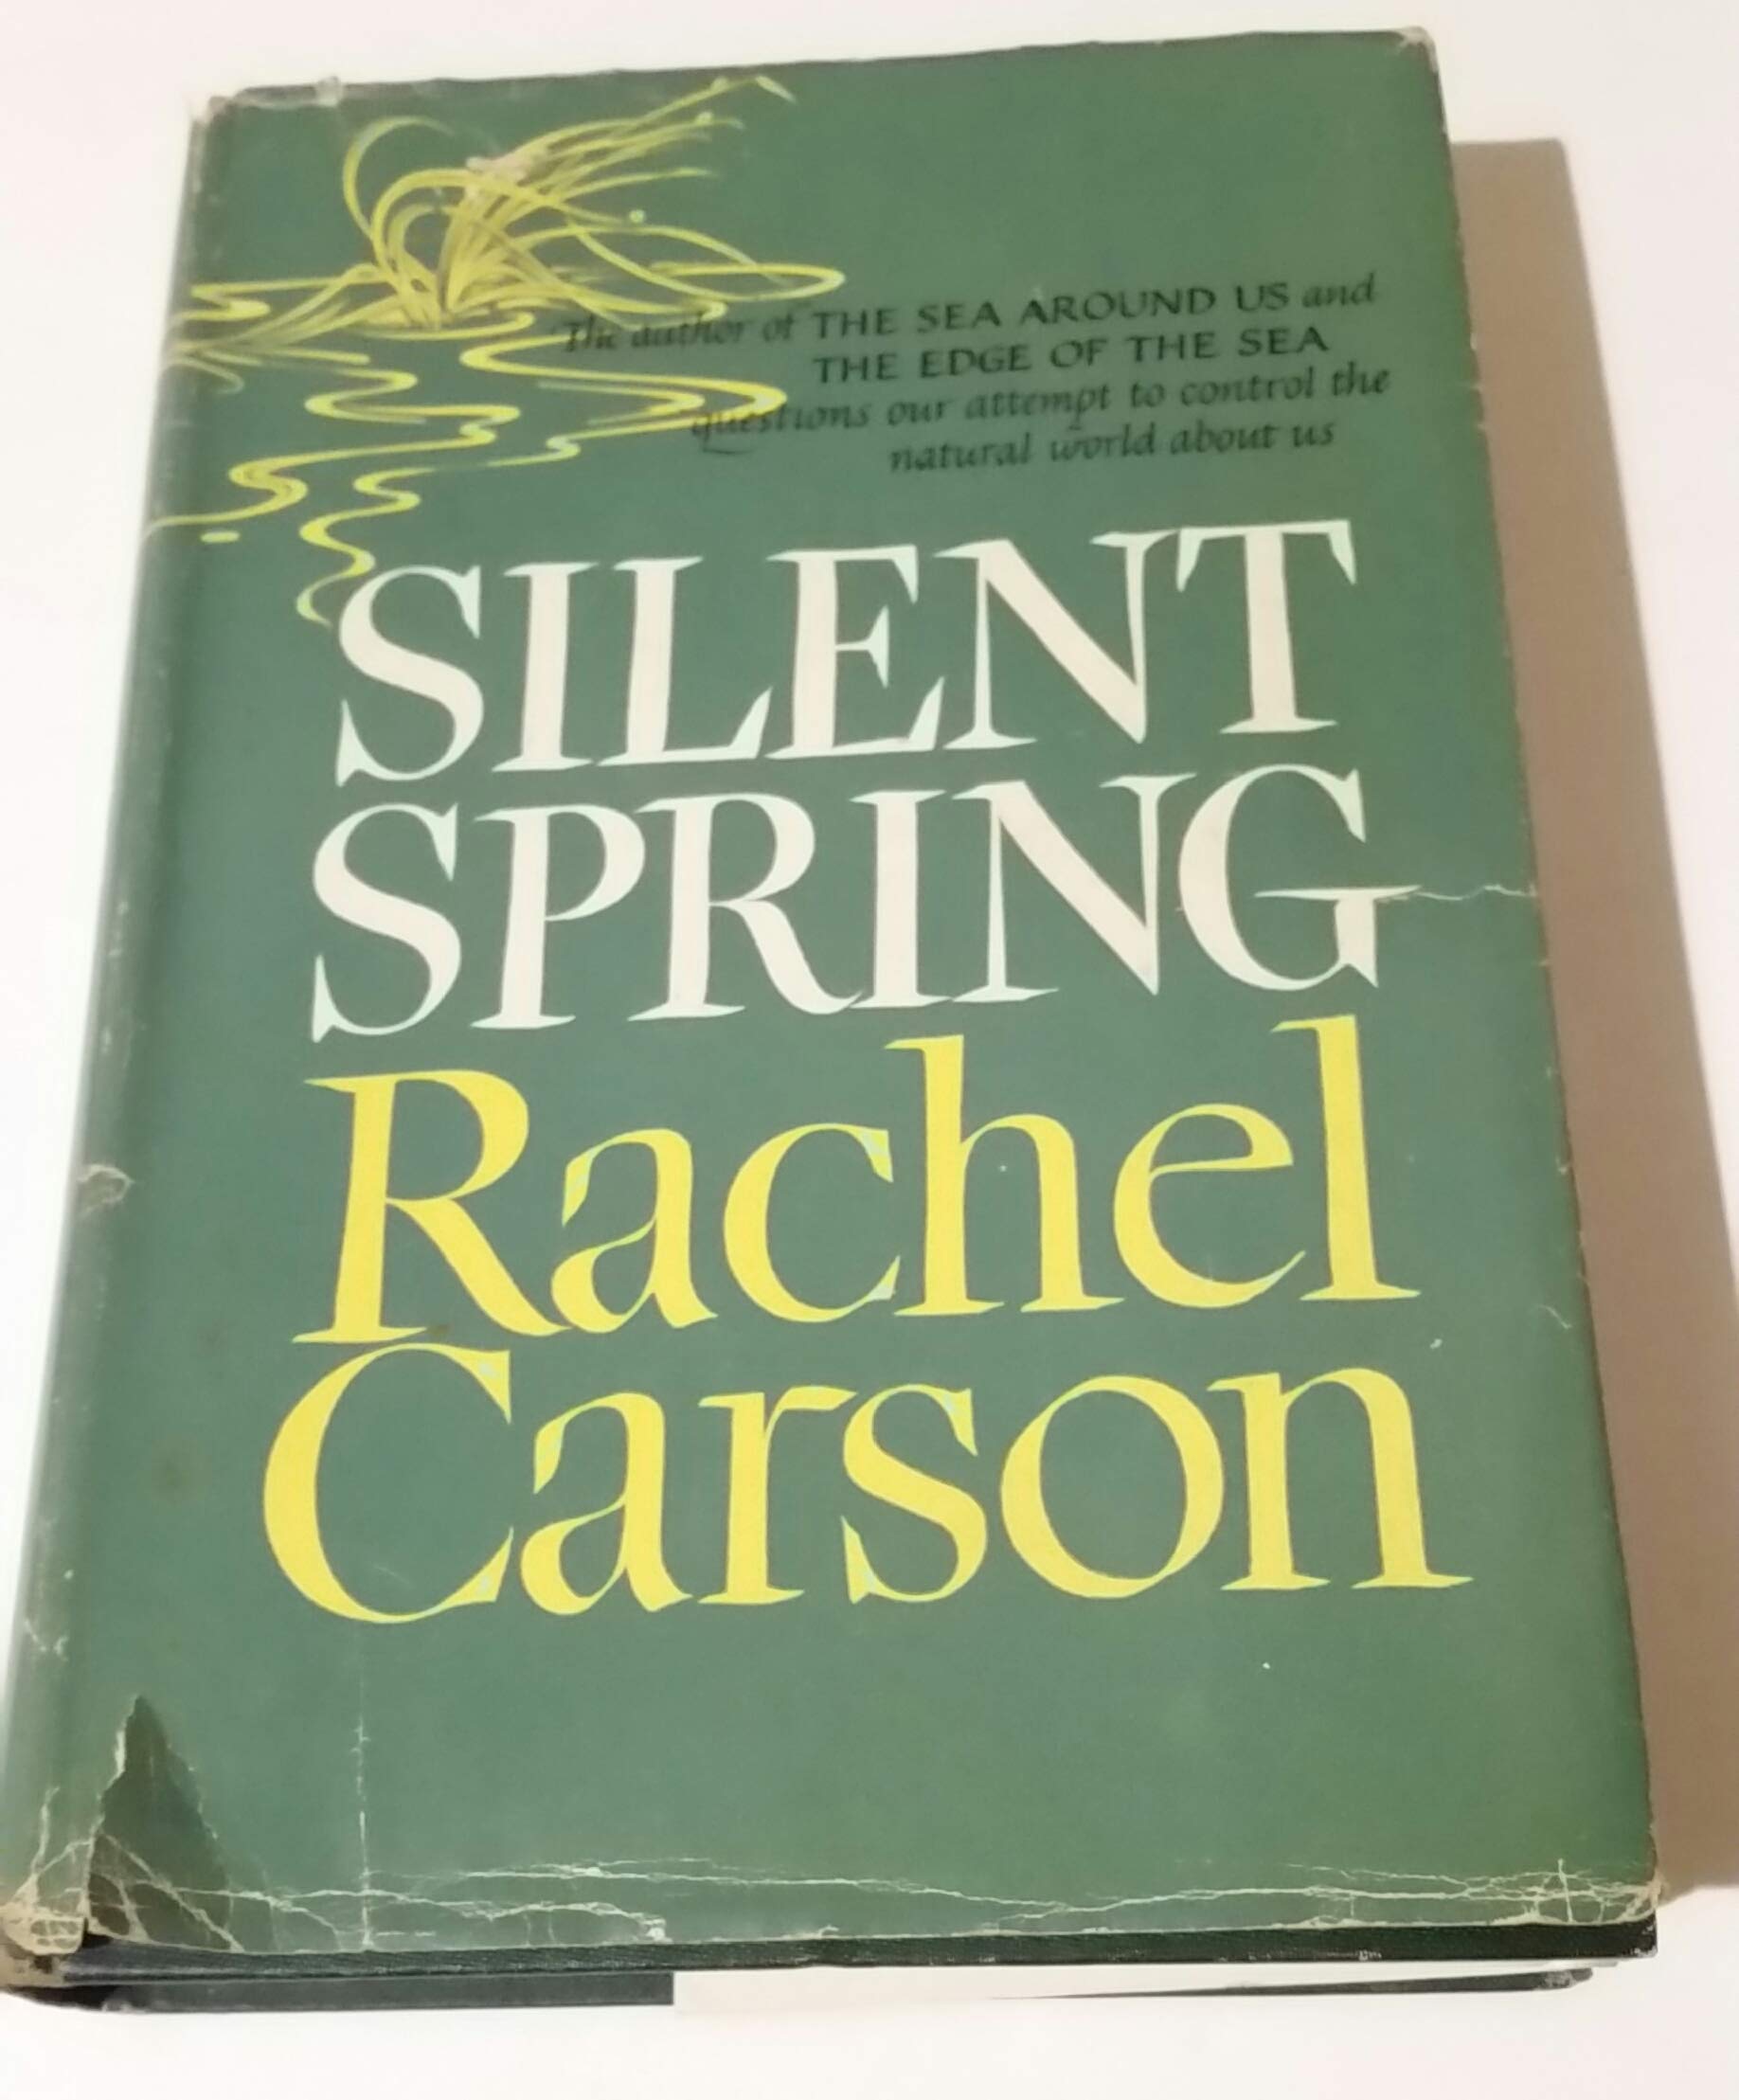 The author of THE SEA AROUND US and
THE EDGE OF THE SEA
questions our attempt to control the
natural world about us
SILENT
SPRING
Rachel
Carson